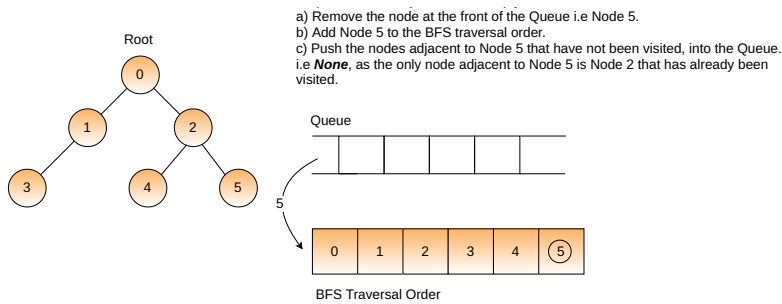 a) Remove the node at the front of the Queue i.e Node 5.
b) Add Node 5 to the BFS traversal order.
c) Push the nodes adjacent to Node 5 that have not been visited, into the Queue.
i.e None, as the only node adjacent to Node 5 is Node 2 that has already been
visited.
Root
0
1 2
3 4 5
Queue
5
0 1 2 3 4 5
BFS Traversal Order